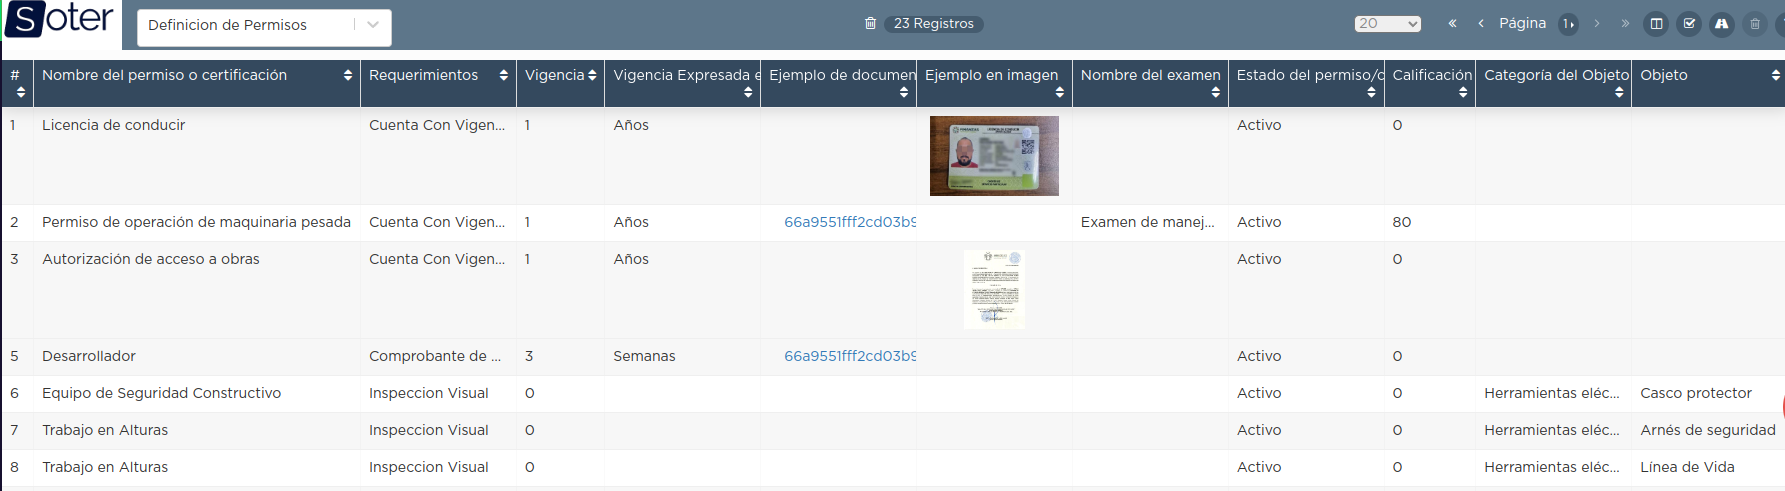 Soter
Definicion de Permisos
23 Registros
20
«
‹
Página
1
›
»
# Nombre del permiso o certificación Requerimientos Vigencia Vigencia Expresada e Ejemplo de documen Ejemplo en imagen Nombre del examen Estado del permiso/c Calificación Categoría del Objeto Objeto
1 Licencia de conducir Cuenta Con Vigen... 1 Años Activo 0
2 Permiso de operación de maquinaria pesada Cuenta Con Vigen... 1 Años 66a9551fff2cd03b9 Examen de manej... Activo 80
3 Autorización de acceso a obras Cuenta Con Vigen... 1 Años Activo 0
5 Desarrollador Comprobante de ... 3 Semanas 66a9551fff2cd03b9 Activo 0
6 Equipo de Seguridad Constructivo Inspeccion Visual 0 Activo 0 Herramientas eléc... Casco protector
7 Trabajo en Alturas Inspeccion Visual 0 Activo 0 Herramientas eléc... Arnés de seguridad
8 Trabajo en Alturas Inspeccion Visual 0 Activo 0 Herramientas eléc... Línea de Vida